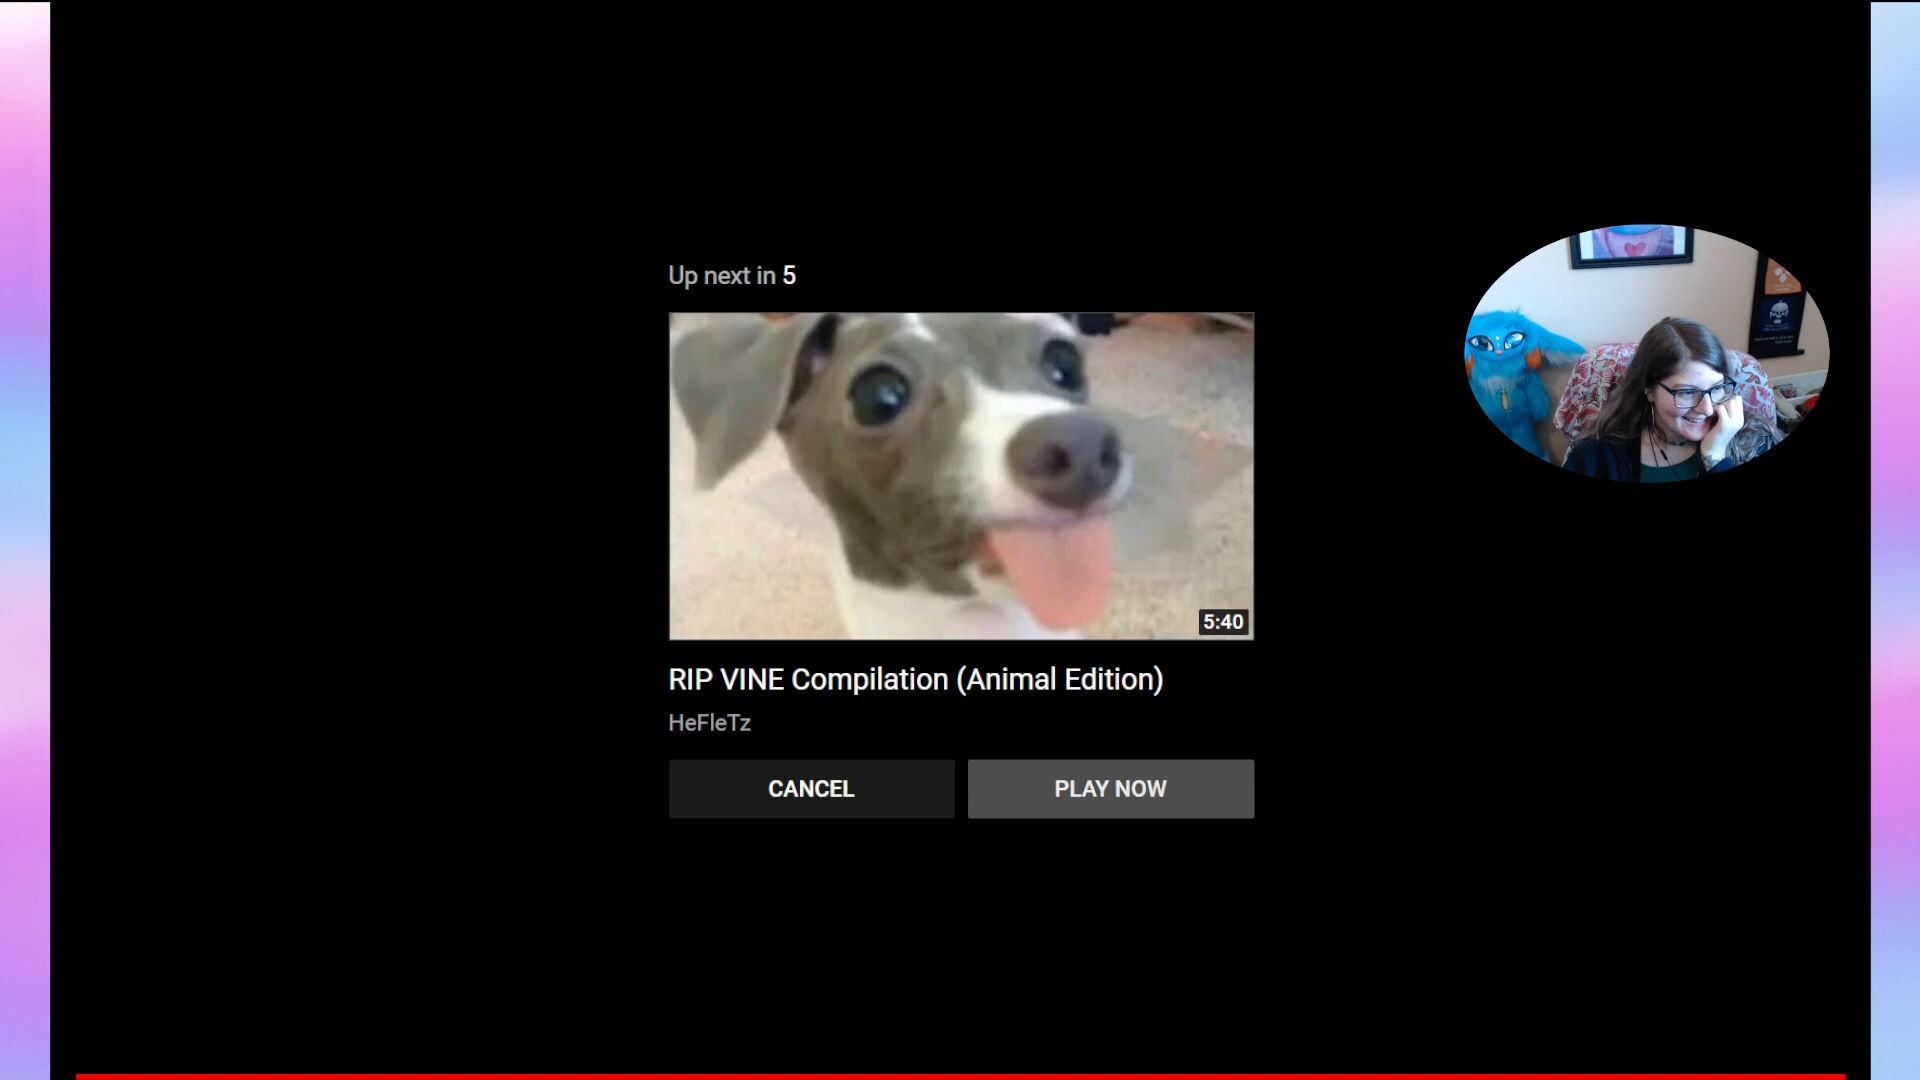 Up next in 5
5:40
RIP VINE Compilation (Animal Edition)
HeFleTz
CANCEL
PLAY NOW